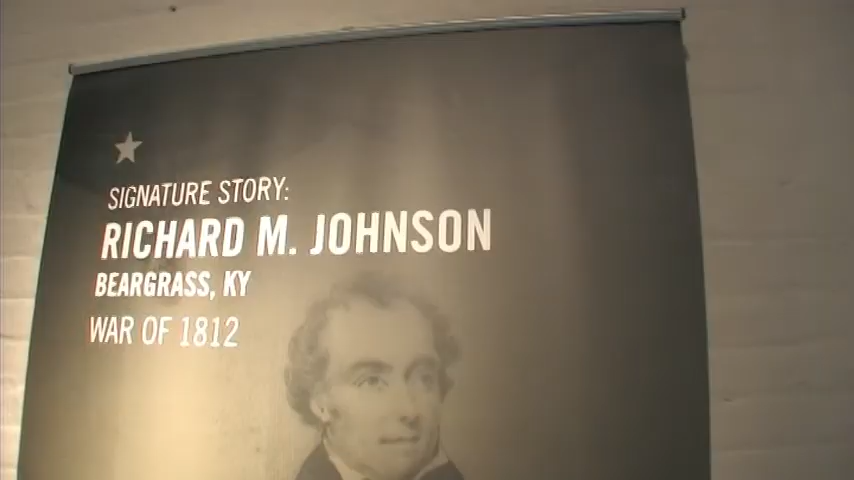 SIGNATURE STORY:
RICHARD M. JOHNSON
BEARGRASS, KY
WAR OF 1812